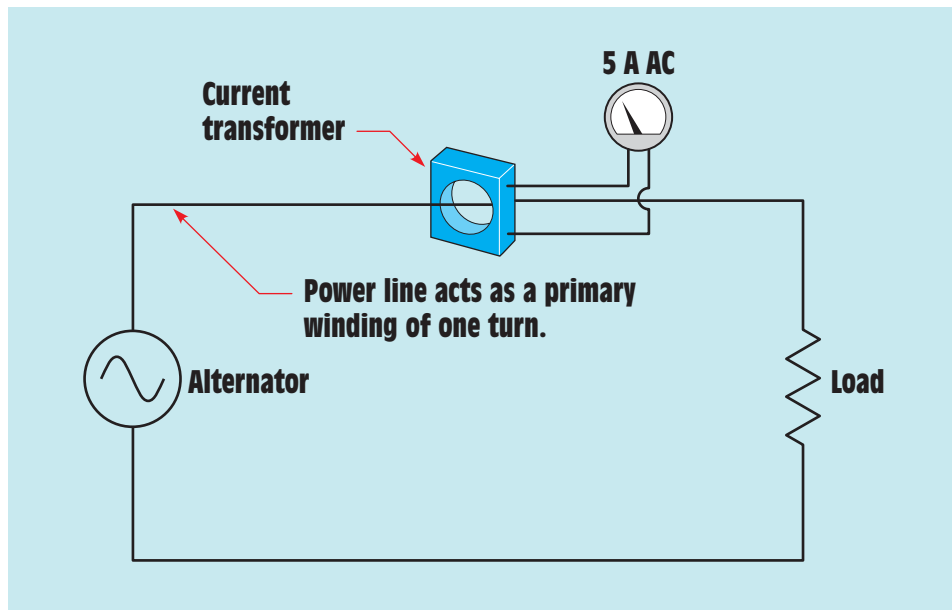 5 A AC
Current
transformer
Power line acts as a primary
winding of one turn.
Alternator
Load